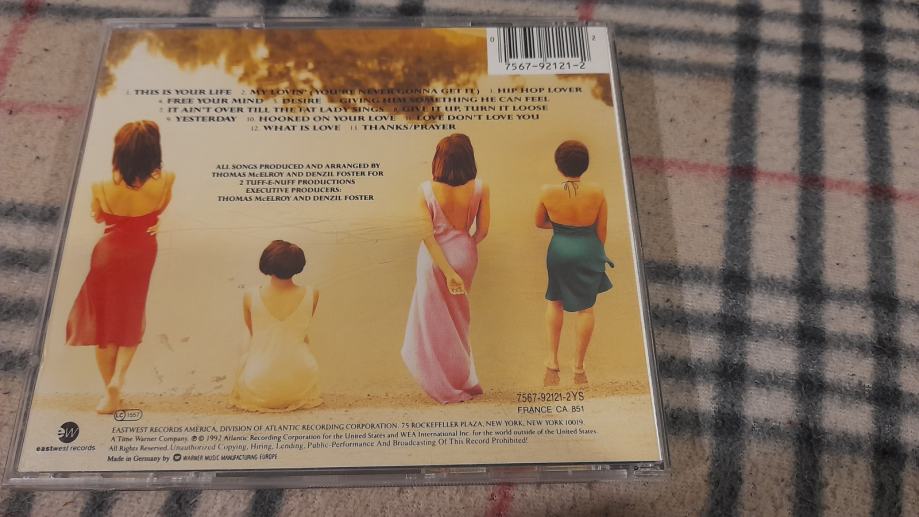 0 2
7567-92121-2
1. THIS IS YOUR LIFE 2. MY LOVIN' (YOU'RE NEVER GONNA GET IT) 3. HIP HOP LOVER
4. FREE YOUR MIND 5. DESIRE 6. GIVING HIM SOMETHING HE CAN FEEL
7. IT AIN'T OVER TILL THE FAT LADY SINGS 8. GIVE IT UP, TURN IT LOOSE
9. YESTERDAY 10. HOOKED ON YOUR LOVE 11. LOVE DON'T LOVE YOU
12. WHAT IS LOVE 13. THANKS/PRAYER
ALL SONGS PRODUCED AND ARRANGED BY
THOMAS McELROY AND DENZIL FOSTER FOR
2 TUFF-E-NUFF PRODUCTIONS
EXECUTIVE PRODUCERS:
THOMAS McELROY AND DENZIL FOSTER
7567-92121-2 YS
FRANCE CA 851
LC 1557
ew
eastwest records
EASTWEST RECORDS AMERICA, DIVISION OF ATLANTIC RECORDING CORPORATION. 75 ROCKEFELLER PLAZA, NEW YORK, NEW YORK 10019.
A Time Warner Company. ℗ © 1992 Atlantic Recording Corporation for the United States and WEA International Inc. for the world outside of the United States.
All Rights Reserved. Unauthorized Copying, Hiring, Lending, Public-Performance And Broadcasting Of This Record Prohibited!
Made in Germany by WARNER MUSIC MANUFACTURING EUROPE